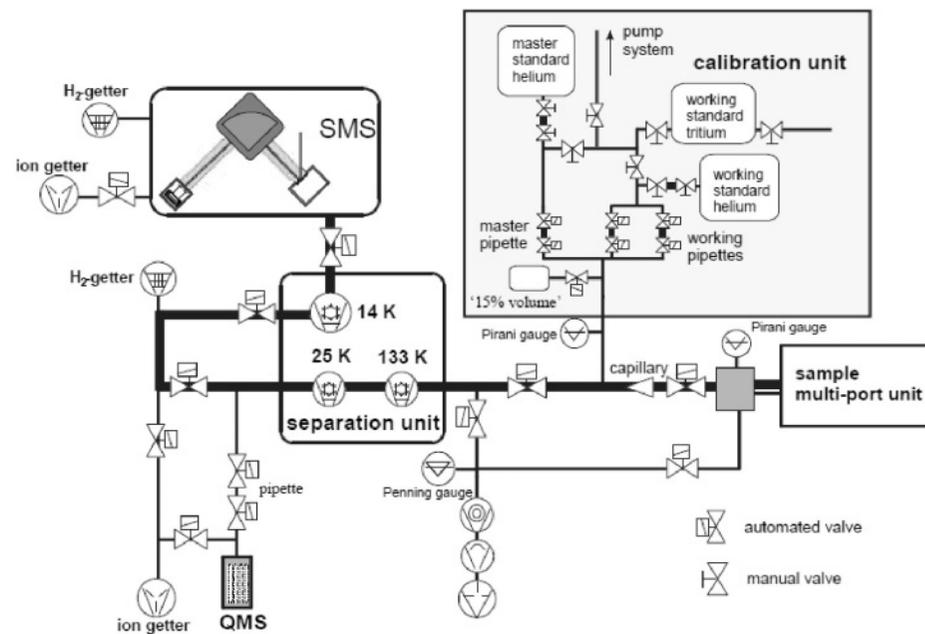 H₂-getter
SMS
ion getter
master
standard
helium
pump
system
calibration unit
working
standard
tritium
working
standard
helium
master
pipette
working
pipettes
'15% volume'
H₂-getter
14 K
25 K
133 K
separation unit
Pirani gauge
Pirani gauge
capillary
sample
multi-port unit
pipette
Penning gauge
automated valve
manual valve
ion getter
QMS